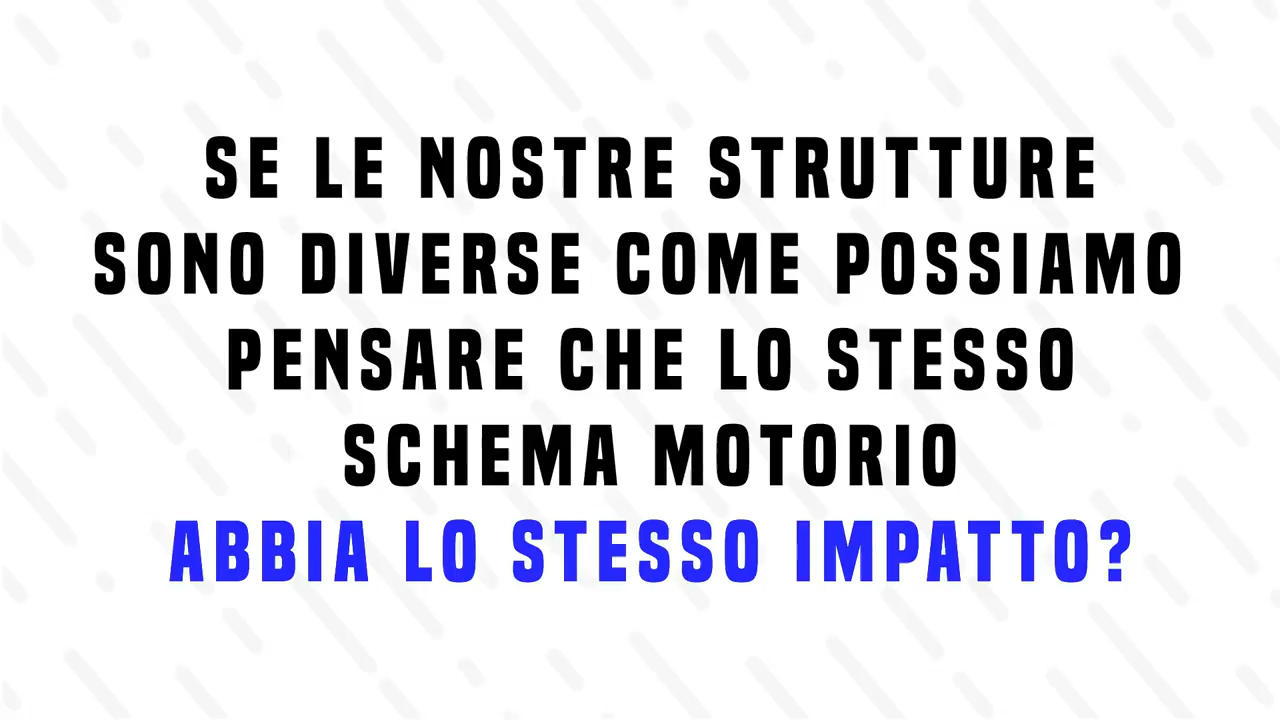 SE LE NOSTRE STRUTTURE
SONO DIVERSE COME POSSIAMO
PENSARE CHE LO STESSO
SCHEMA MOTORIO
ABBIA LO STESSO IMPATTO?